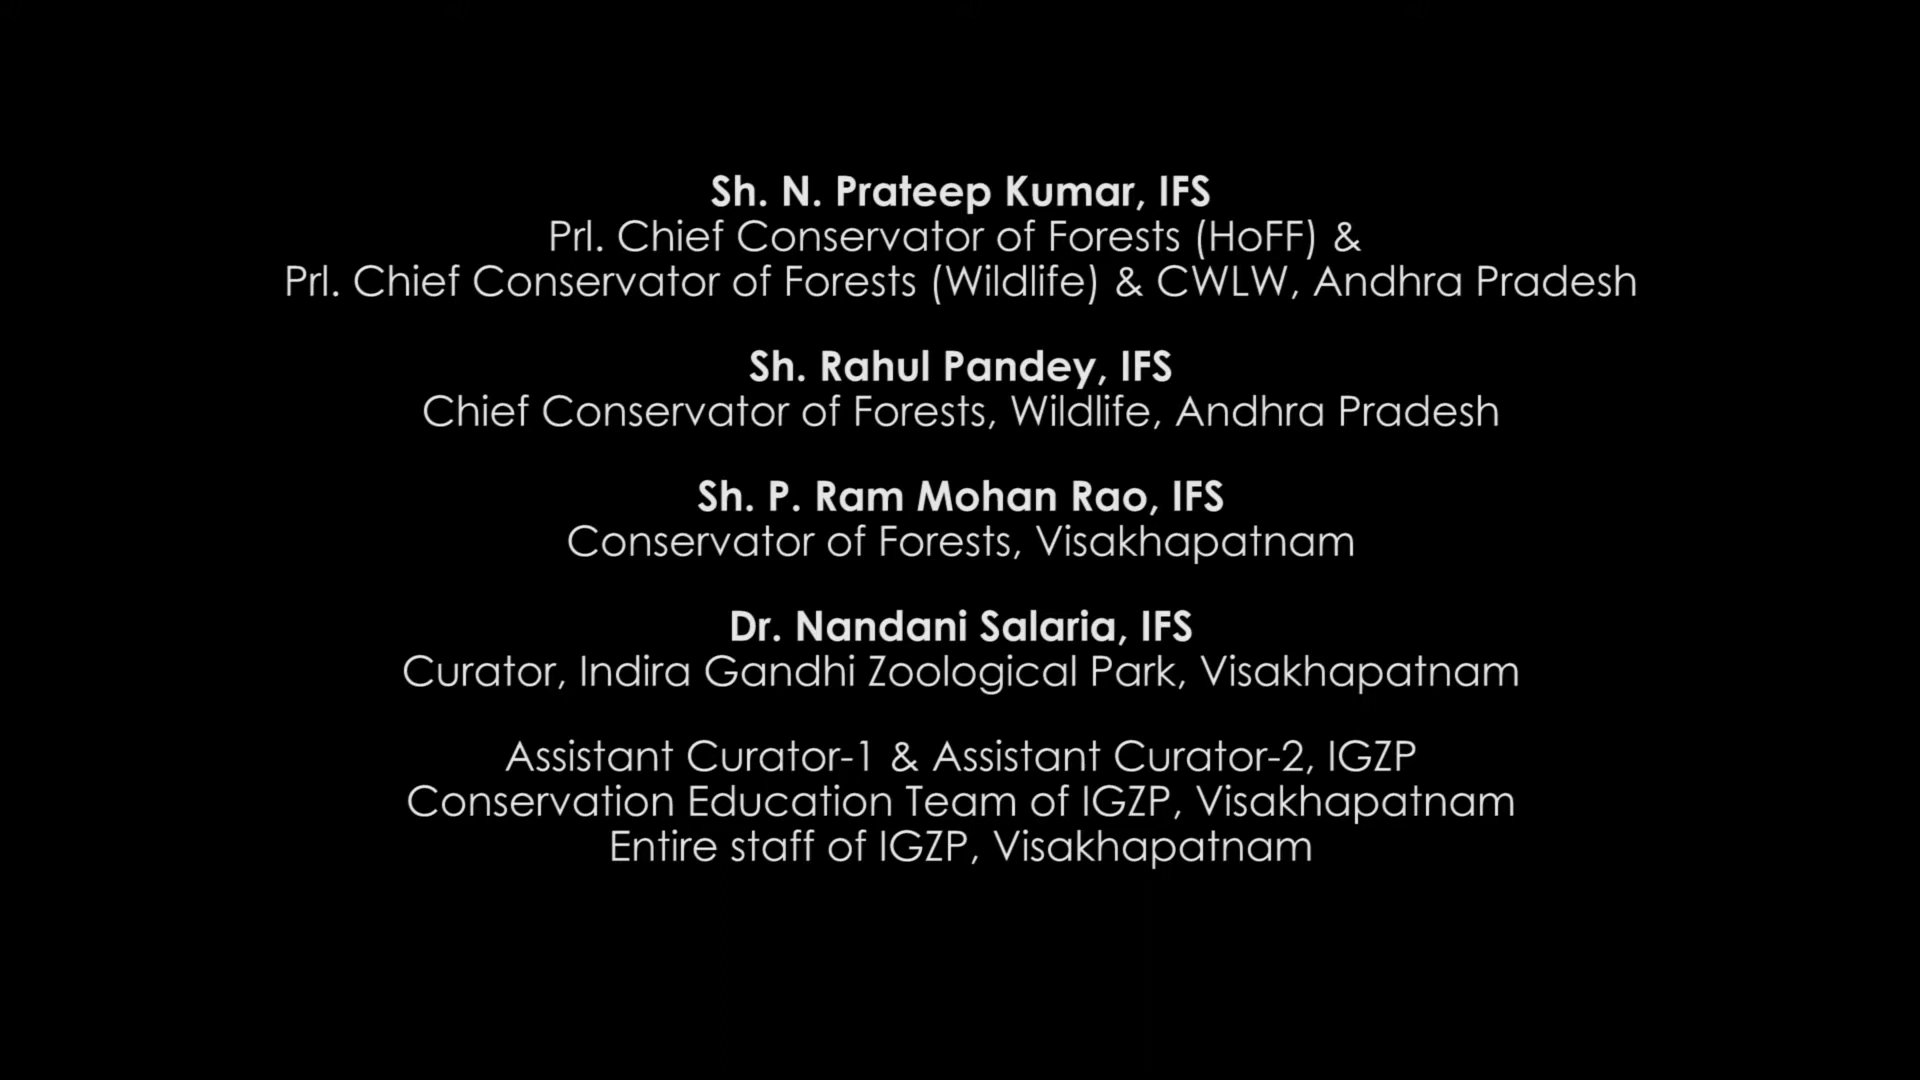 Sh. N. Prateep Kumar, IFS
Prl. Chief Conservator of Forests (HoFF) &
Prl. Chief Conservator of Forests (Wildlife) & CWLW, Andhra Pradesh
Sh. Rahul Pandey, IFS
Chief Conservator of Forests, Wildlife, Andhra Pradesh
Sh. P. Ram Mohan Rao, IFS
Conservator of Forests, Visakhapatnam
Dr. Nandani Salaria, IFS
Curator, Indira Gandhi Zoological Park, Visakhapatnam
Assistant Curator-1 & Assistant Curator-2, IGZP
Conservation Education Team of IGZP, Visakhapatnam
Entire staff of IGZP, Visakhapatnam